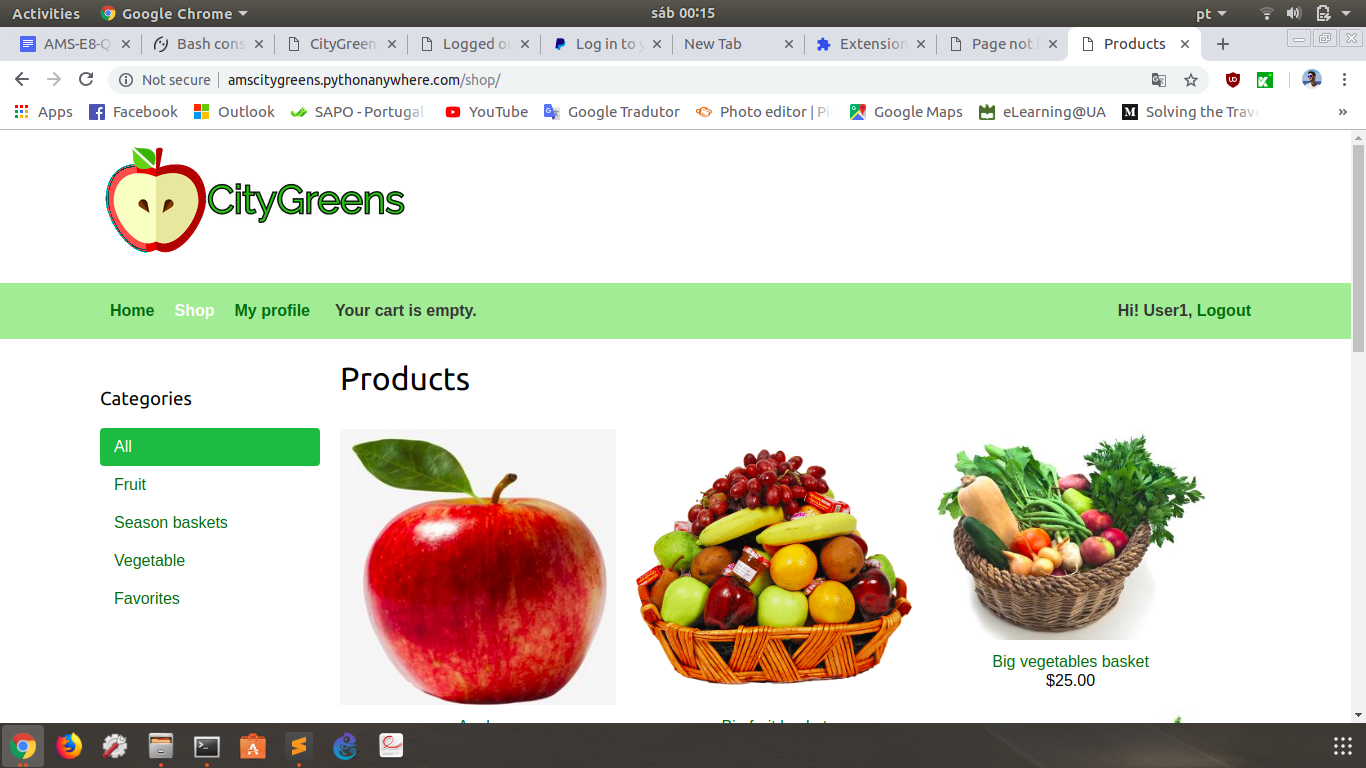 Activities Google Chrome sáb 00:15 pt
AMS-E8-Q Bash cons CityGreen Logged ou Log in to y New Tab Extension Page not Products
Not secure amscitygreens.pythonanywhere.com/shop/
Apps Facebook Outlook SAPO - Portugal YouTube Google Tradutor Photo editor | Google Maps eLearning@UA M Solving the Trav »
CityGreens
Home Shop My profile Your cart is empty. Hi! User1, Logout
Products
Categories
All
Fruit
Season baskets
Vegetable
Favorites
Big vegetables basket
$25.00